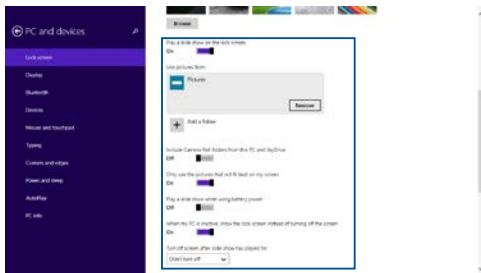 PC and devices
Lock screen
Display
Bluetooth
Devices
Mouse and touchpad
Typing
Corners and edges
Power and sleep
AutoPlay
PC info
Browse
Play a slide show on the lock screen
On
Use pictures from
Pictures
Remove
Add a folder
Include Camera Roll folders from this PC and SkyDrive
Off
Only use the pictures that will fit best on my screen
On
Play a slide show when using battery power
Off
When my PC is inactive, show the lock screen instead of turning off the screen
On
Turn off screen after slide show has played for
Don't turn off